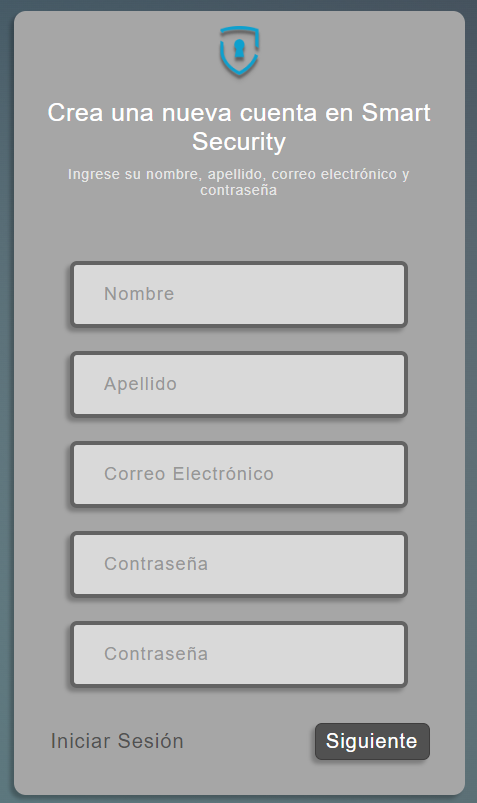 Crea una nueva cuenta en Smart
Security
Ingrese su nombre, apellido, correo electrónico y
contraseña
Nombre
Apellido
Correo Electrónico
Contraseña
Contraseña
Iniciar Sesión
Siguiente